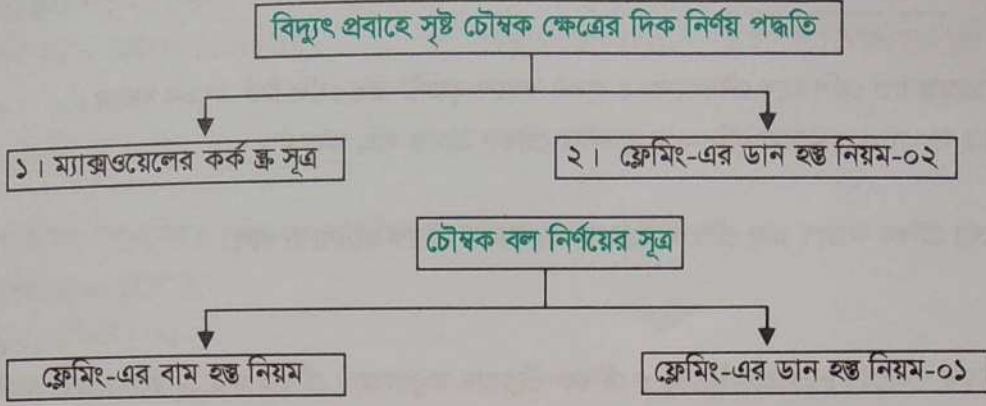 বিদ্যুৎ প্রবাহে সৃষ্ট চৌম্বক ক্ষেত্রের দিক নির্ণয় পদ্ধতি
১। ম্যাক্সওয়েলের কর্ক স্ক্রু সূত্র
২। ফ্লেমিং-এর ডান হস্ত নিয়ম-০২
চৌম্বক বল নির্ণয়ের সূত্র
ফ্লেমিং-এর বাম হস্ত নিয়ম
ফ্লেমিং-এর ডান হস্ত নিয়ম-০১